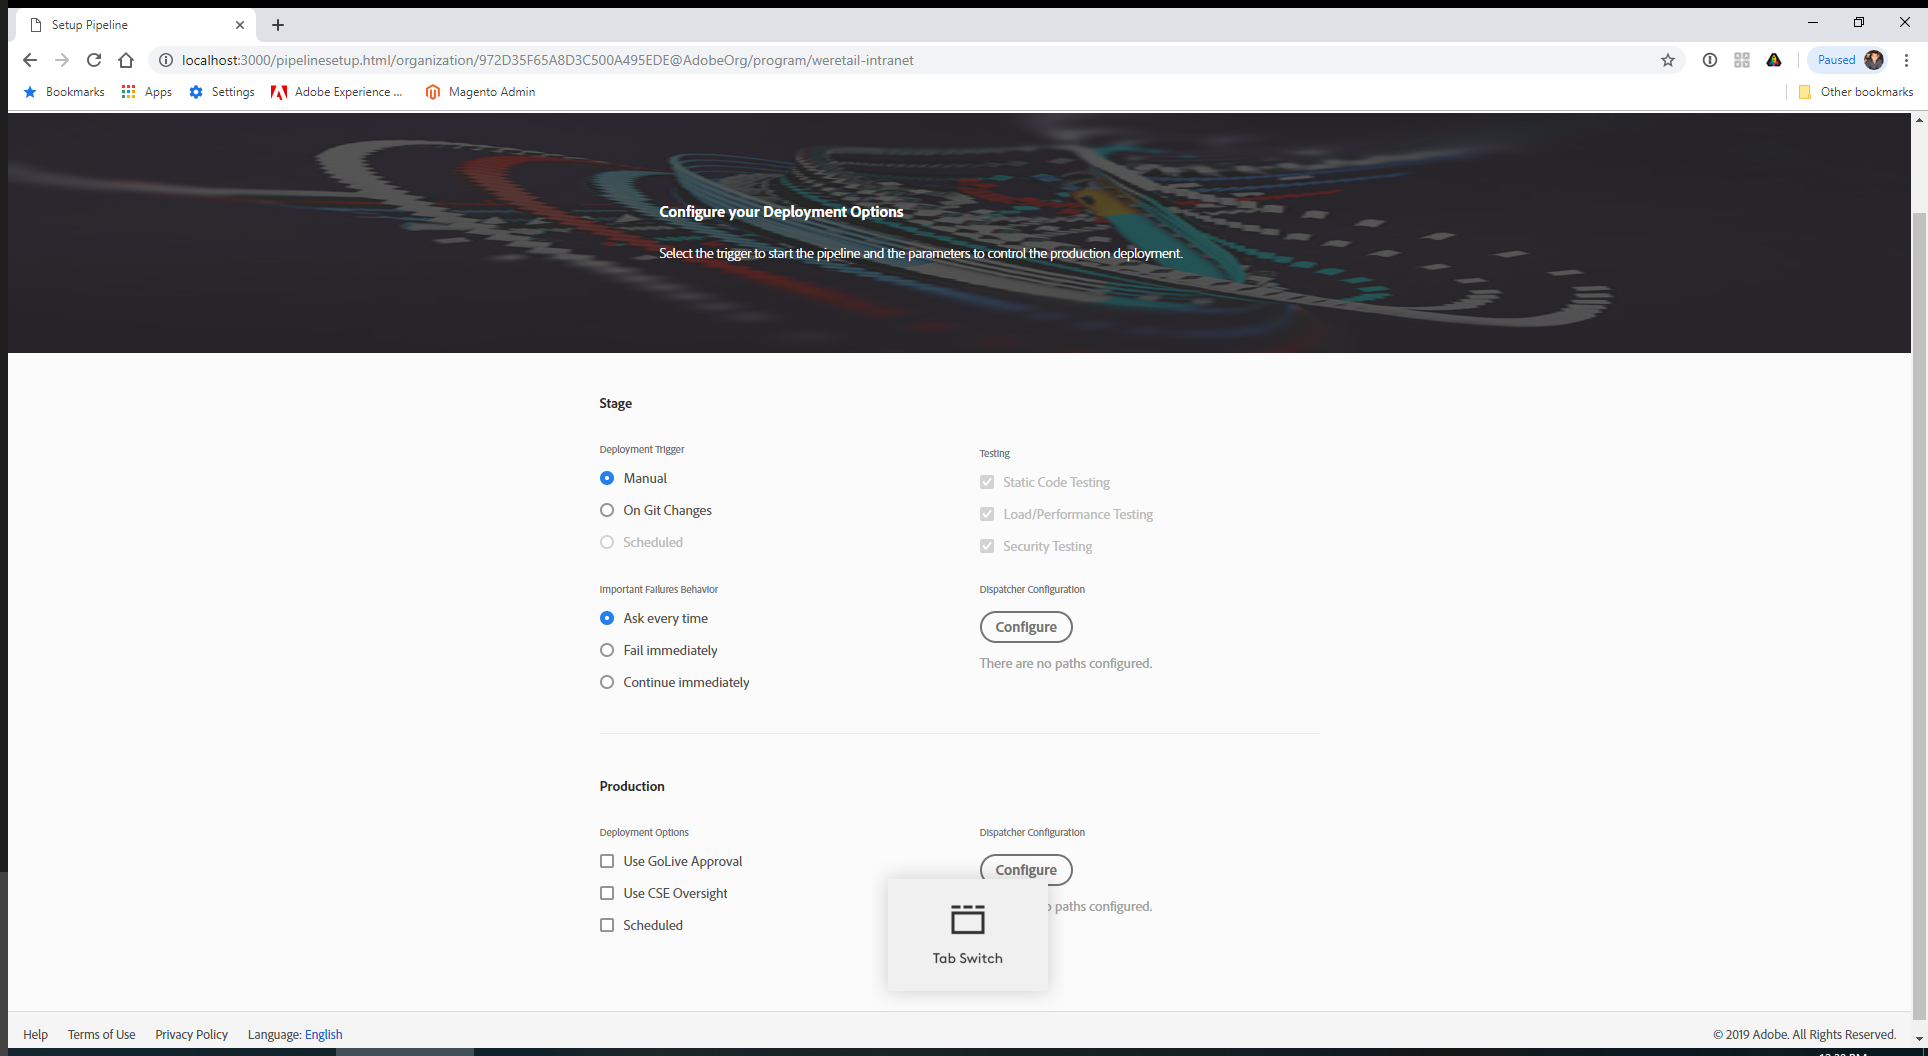 Setup Pipeline
localhost:3000/pipelinesetup.html/organization/972D35F65A8D3C500A495EDE@AdobeOrg/program/weretail-intranet
Paused
Bookmarks Apps Settings Adobe Experience ... Magento Admin Other bookmarks
Configure your Deployment Options
Select the trigger to start the pipeline and the parameters to control the production deployment.
Stage
Deployment Trigger
Manual
On Git Changes
Scheduled
Testing
Static Code Testing
Load/Performance Testing
Security Testing
Important Failures Behavior
Ask every time
Fail immediately
Continue immediately
Dispatcher Configuration
Configure
There are no paths configured.
Production
Deployment Options
Use GoLive Approval
Use CSE Oversight
Scheduled
Dispatcher Configuration
Configure
paths configured.
Tab Switch
Help Terms of Use Privacy Policy Language: English
© 2019 Adobe. All Rights Reserved.